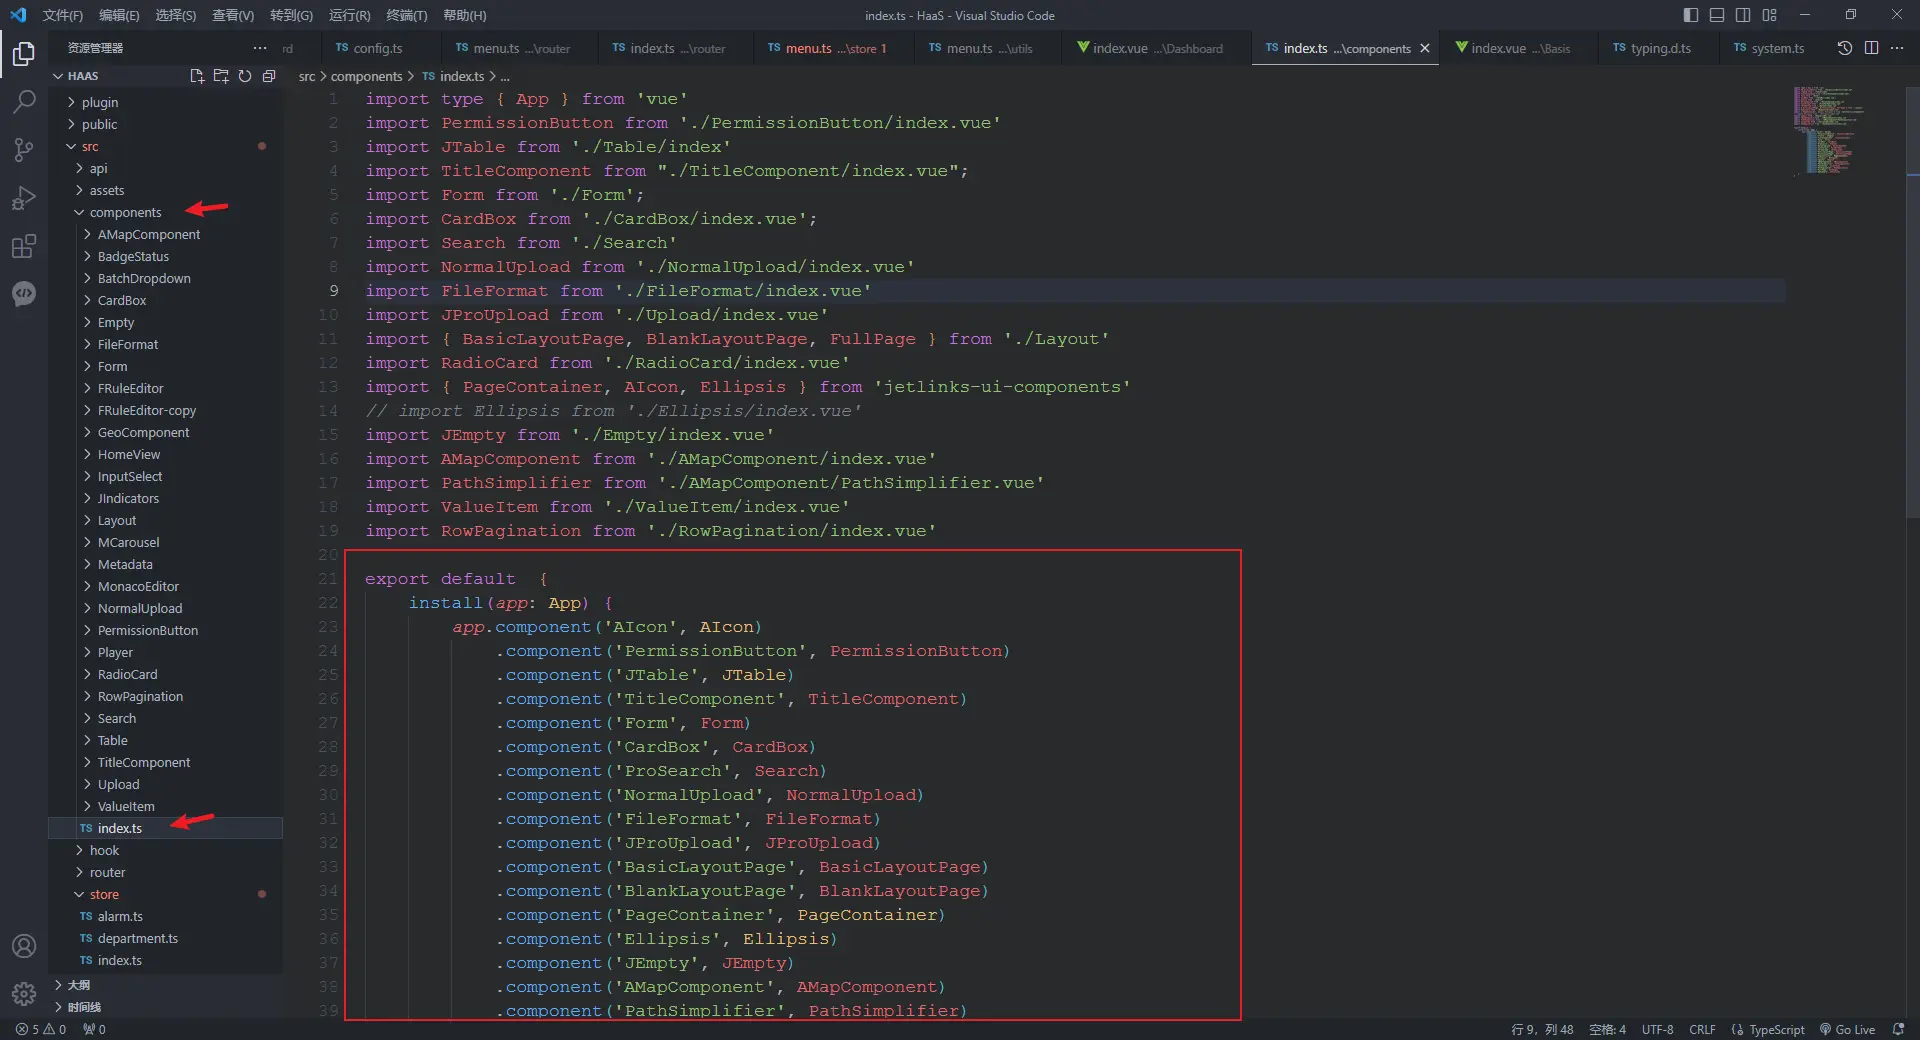 文件(F) 编辑(E) 选择(S) 查看(V) 转到(G) 运行(R) 终端(T) 帮助(H)
index.ts - HaaS - Visual Studio Code
资源管理器
rd TS config.ts TS menu.ts ...\router TS index.ts ...\router TS menu.ts ...\store 1 TS menu.ts ...\utils index.vue ...\Dashboard TS index.ts ...\components index.vue ...\Basis TS typing.d.ts TS system.ts
HAAS
src > components > TS index.ts > ...
plugin
public
src
api
assets
components
AMapComponent
BadgeStatus
BatchDropdown
CardBox
Empty
FileFormat
Form
FRuleEditor
FRuleEditor-copy
GeoComponent
HomeView
InputSelect
JIndicators
Layout
MCarousel
Metadata
MonacoEditor
NormalUpload
PermissionButton
Player
RadioCard
RowPagination
Search
Table
TitleComponent
Upload
ValueItem
TS index.ts
hook
router
store
TS alarm.ts
TS department.ts
TS index.ts
大纲
时间线
1 import type { App } from 'vue'
2 import PermissionButton from './PermissionButton/index.vue'
3 import JTable from './Table/index'
4 import TitleComponent from "./TitleComponent/index.vue";
5 import Form from './Form';
6 import CardBox from './CardBox/index.vue';
7 import Search from './Search'
8 import NormalUpload from './NormalUpload/index.vue'
9 import FileFormat from './FileFormat/index.vue'
10 import JProUpload from './Upload/index.vue'
11 import { BasicLayoutPage, BlankLayoutPage, FullPage } from './Layout'
12 import RadioCard from './RadioCard/index.vue'
13 import { PageContainer, AIcon, Ellipsis } from 'jetlinks-ui-components'
14 // import Ellipsis from './Ellipsis/index.vue'
15 import JEmpty from './Empty/index.vue'
16 import AMapComponent from './AMapComponent/index.vue'
17 import PathSimplifier from './AMapComponent/PathSimplifier.vue'
18 import ValueItem from './ValueItem/index.vue'
19 import RowPagination from './RowPagination/index.vue'
20
21 export default {
22 install(app: App) {
23 app.component('AIcon', AIcon)
24 .component('PermissionButton', PermissionButton)
25 .component('JTable', JTable)
26 .component('TitleComponent', TitleComponent)
27 .component('Form', Form)
28 .component('CardBox', CardBox)
29 .component('ProSearch', Search)
30 .component('NormalUpload', NormalUpload)
31 .component('FileFormat', FileFormat)
32 .component('JProUpload', JProUpload)
33 .component('BasicLayoutPage', BasicLayoutPage)
34 .component('BlankLayoutPage', BlankLayoutPage)
35 .component('PageContainer', PageContainer)
36 .component('Ellipsis', Ellipsis)
37 .component('JEmpty', JEmpty)
38 .component('AMapComponent', AMapComponent)
39 .component('PathSimplifier', PathSimplifier)
5 0 0
行 9，列 48 空格: 4 UTF-8 CRLF TypeScript Go Live